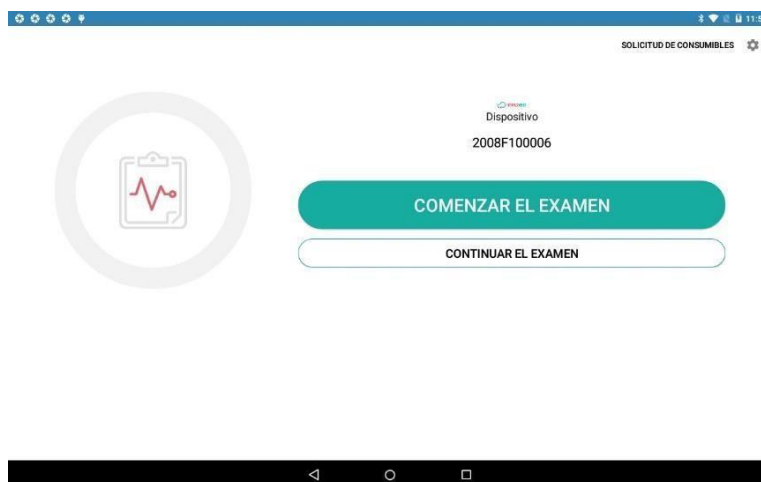 SOLICITUD DE CONSUMIBLES
Dispositivo
2008F100006
COMENZAR EL EXAMEN
CONTINUAR EL EXAMEN